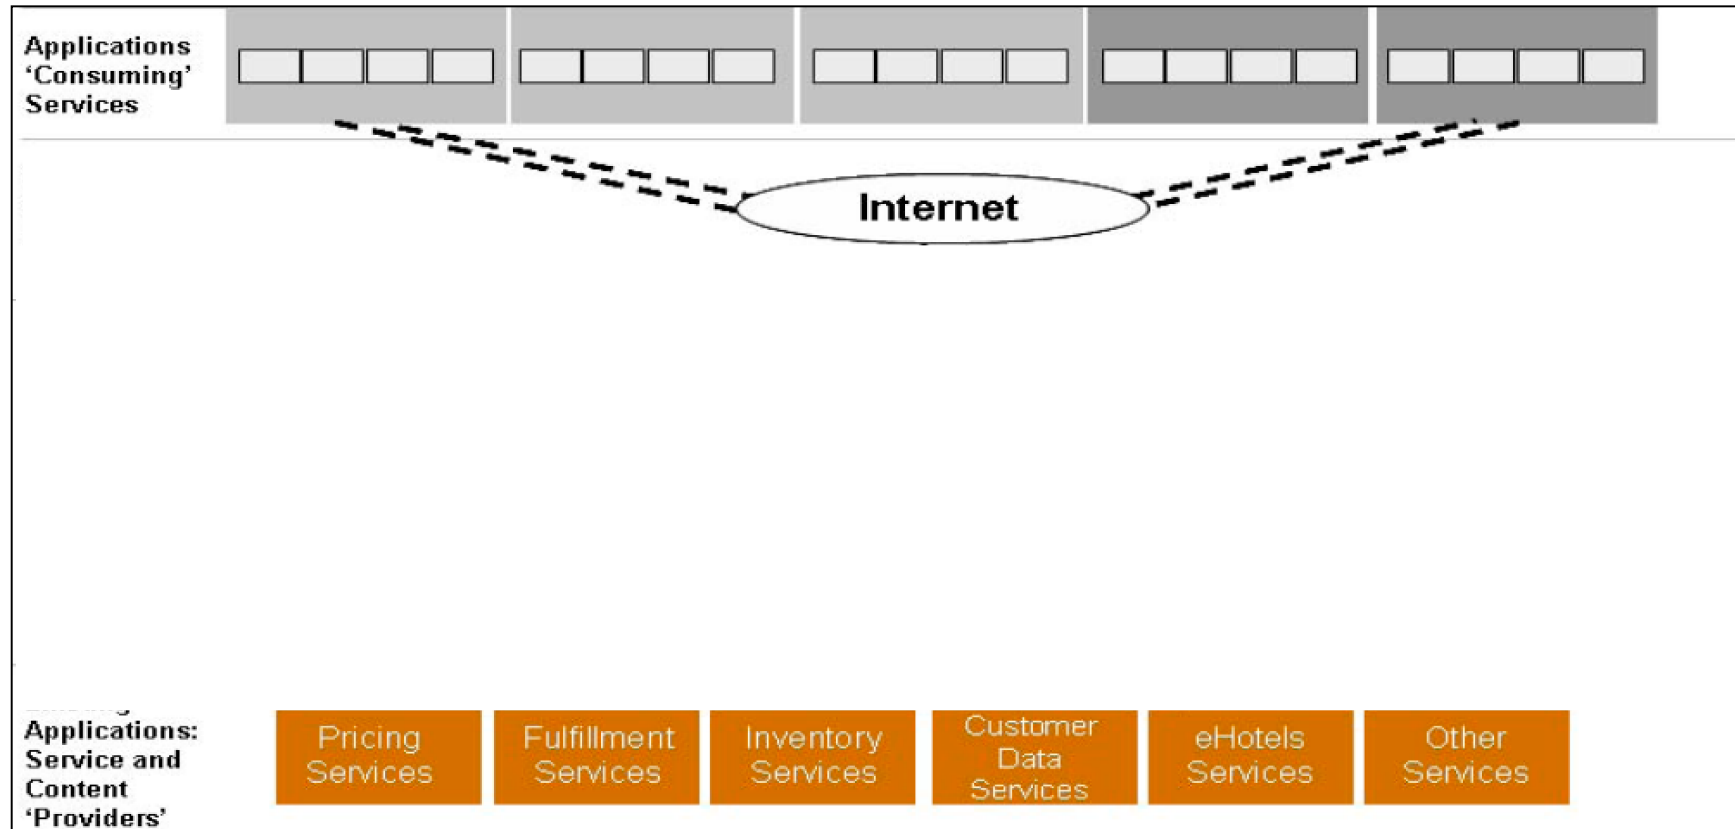 Applications
‘Consuming’
Services
Internet
Applications:
Service and
Content
‘Providers’
Pricing
Services
Fulfillment
Services
Inventory
Services
Customer
Data
Services
eHotels
Services
Other
Services